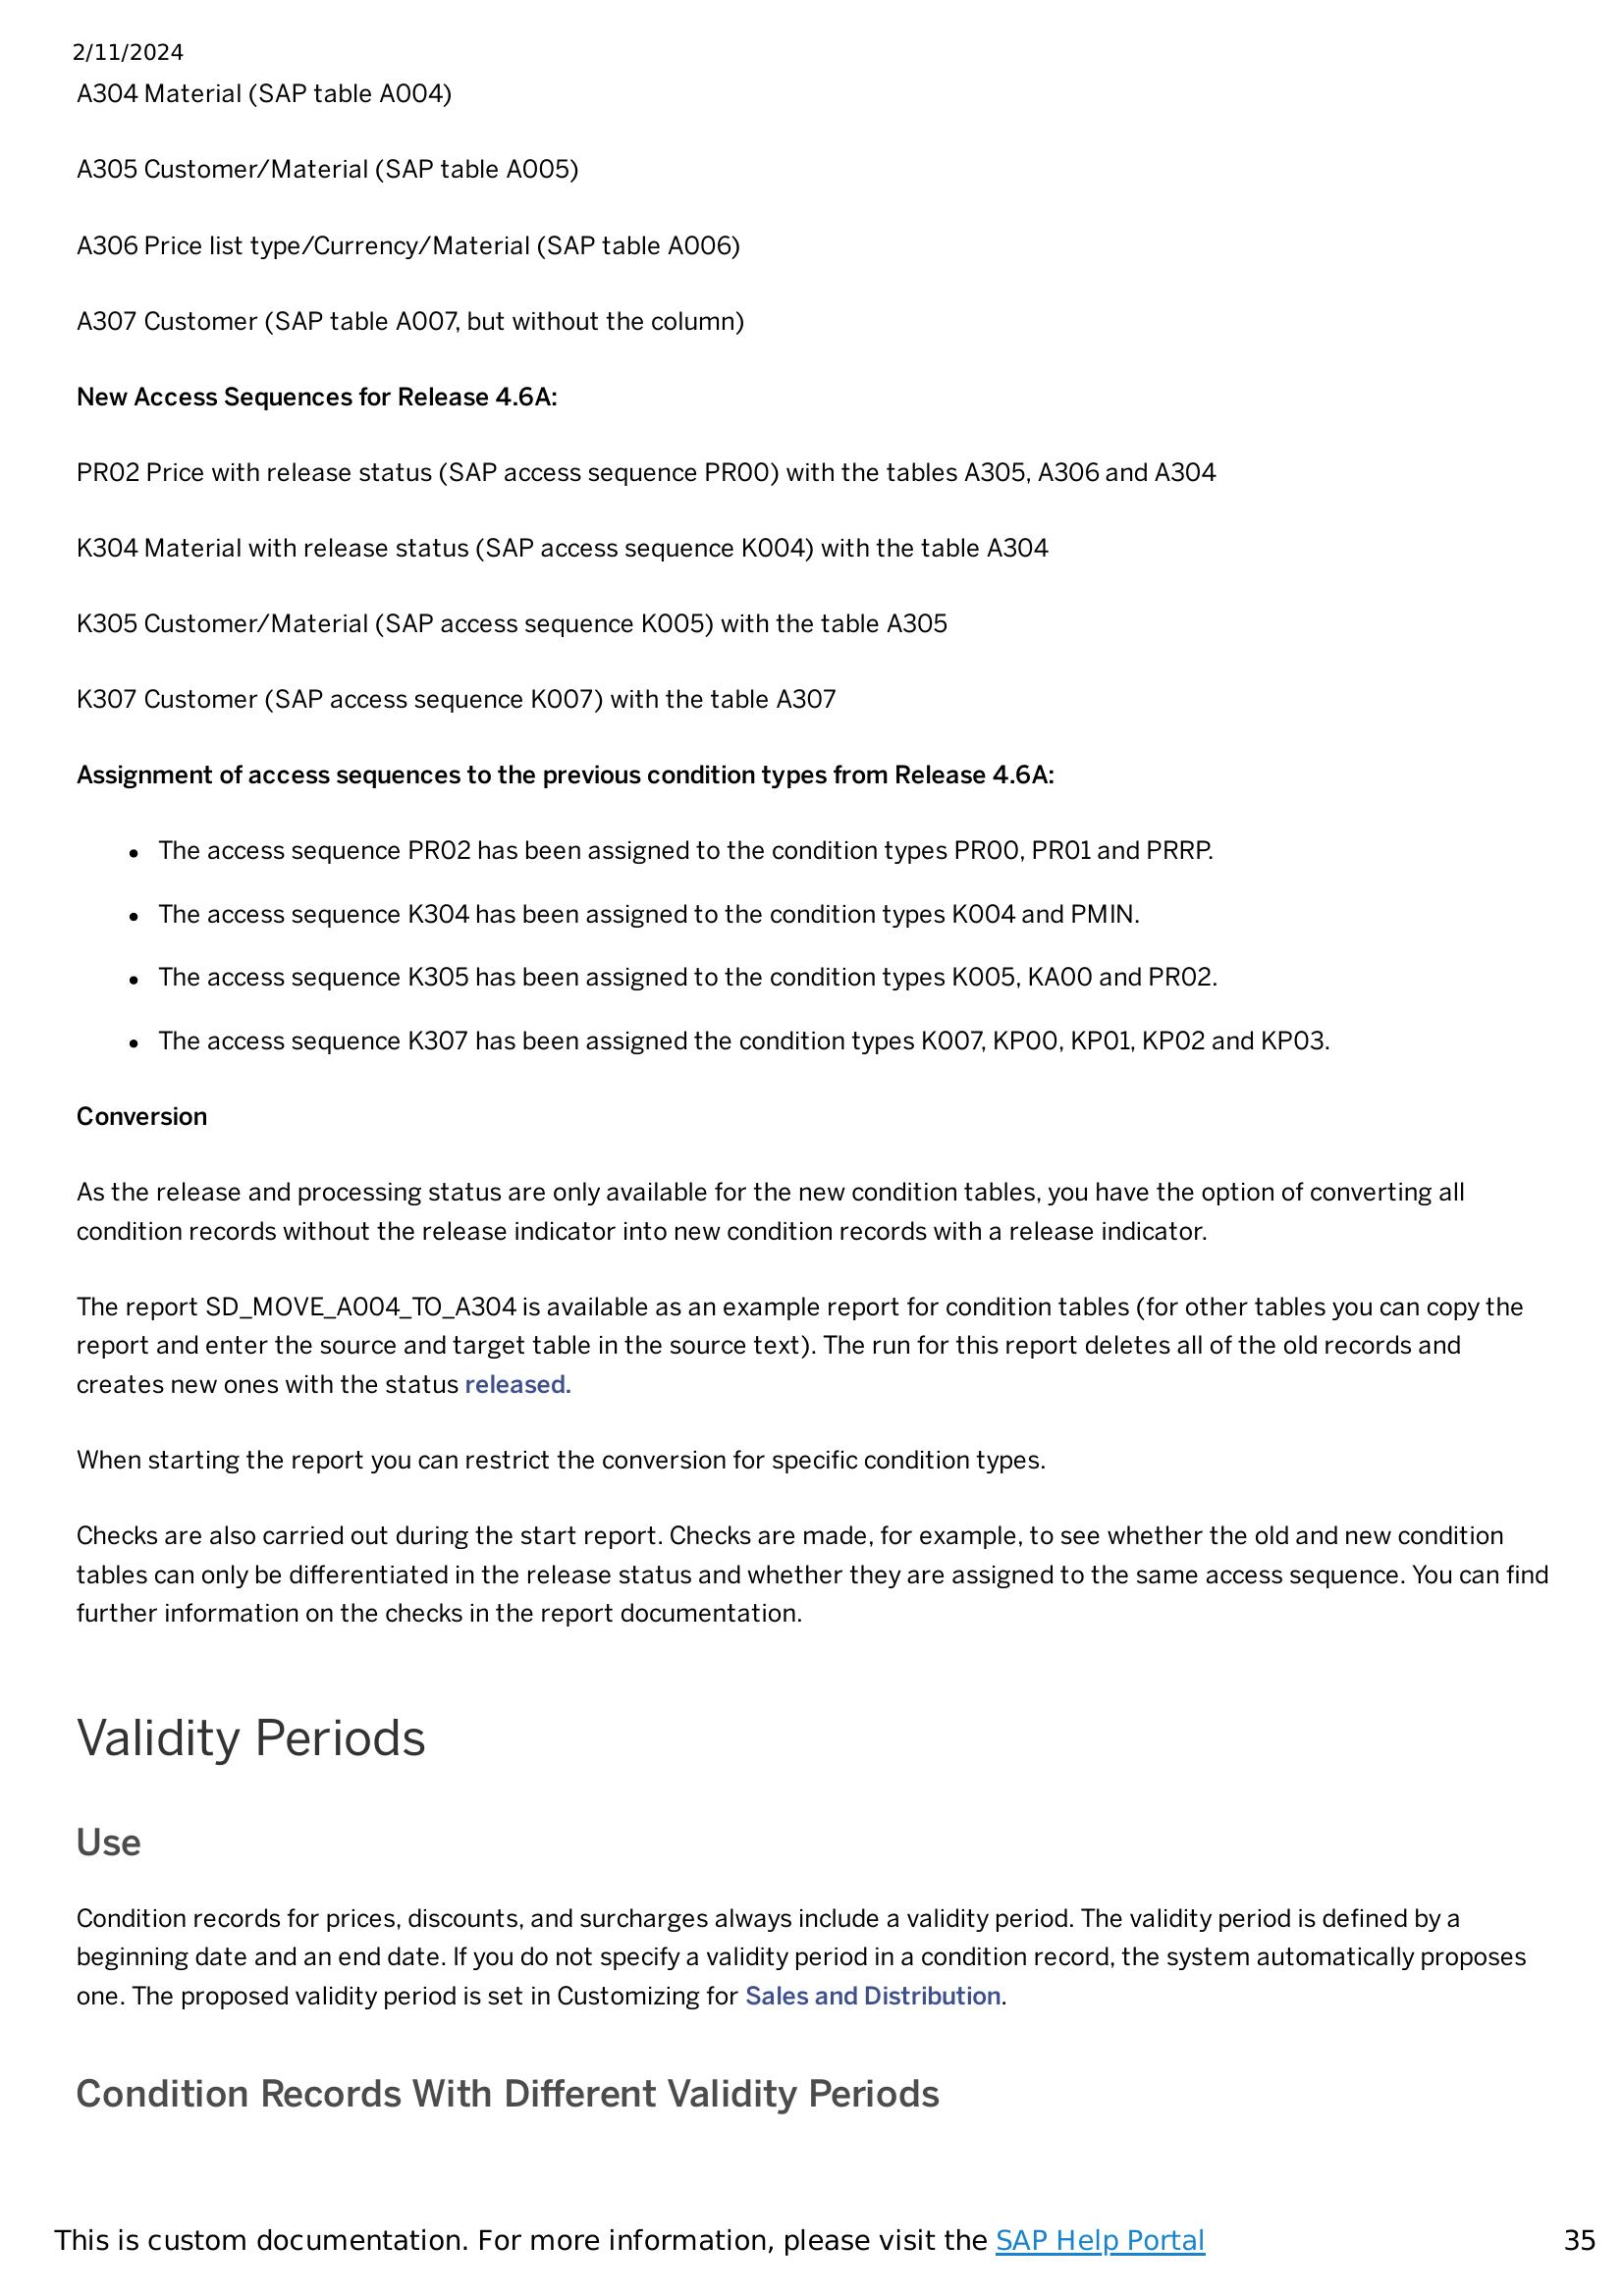 2/11/2024
A304 Material (SAP table A004)
A305 Customer/Material (SAP table A005)
A306 Price list type/Currency/Material (SAP table A006)
A307 Customer (SAP table A007, but without the column)
New Access Sequences for Release 4.6A:
PR02 Price with release status (SAP access sequence PR00) with the tables A305, A306 and A304
K304 Material with release status (SAP access sequence K004) with the table A304
K305 Customer/Material (SAP access sequence K005) with the table A305
K307 Customer (SAP access sequence K007) with the table A307
Assignment of access sequences to the previous condition types from Release 4.6A:
• The access sequence PR02 has been assigned to the condition types PR00, PR01 and PRRP.
• The access sequence K304 has been assigned to the condition types K004 and PMIN.
• The access sequence K305 has been assigned to the condition types K005, KA00 and PR02.
• The access sequence K307 has been assigned the condition types K007, KP00, KP01, KP02 and KP03.
Conversion
As the release and processing status are only available for the new condition tables, you have the option of converting all
condition records without the release indicator into new condition records with a release indicator.
The report SD_MOVE_A004_TO_A304 is available as an example report for condition tables (for other tables you can copy the
report and enter the source and target table in the source text). The run for this report deletes all of the old records and
creates new ones with the status released.
When starting the report you can restrict the conversion for specific condition types.
Checks are also carried out during the start report. Checks are made, for example, to see whether the old and new condition
tables can only be differentiated in the release status and whether they are assigned to the same access sequence. You can find
further information on the checks in the report documentation.
Validity Periods
Use
Condition records for prices, discounts, and surcharges always include a validity period. The validity period is defined by a
beginning date and an end date. If you do not specify a validity period in a condition record, the system automatically proposes
one. The proposed validity period is set in Customizing for Sales and Distribution.
Condition Records With Different Validity Periods
This is custom documentation. For more information, please visit the SAP Help Portal 35